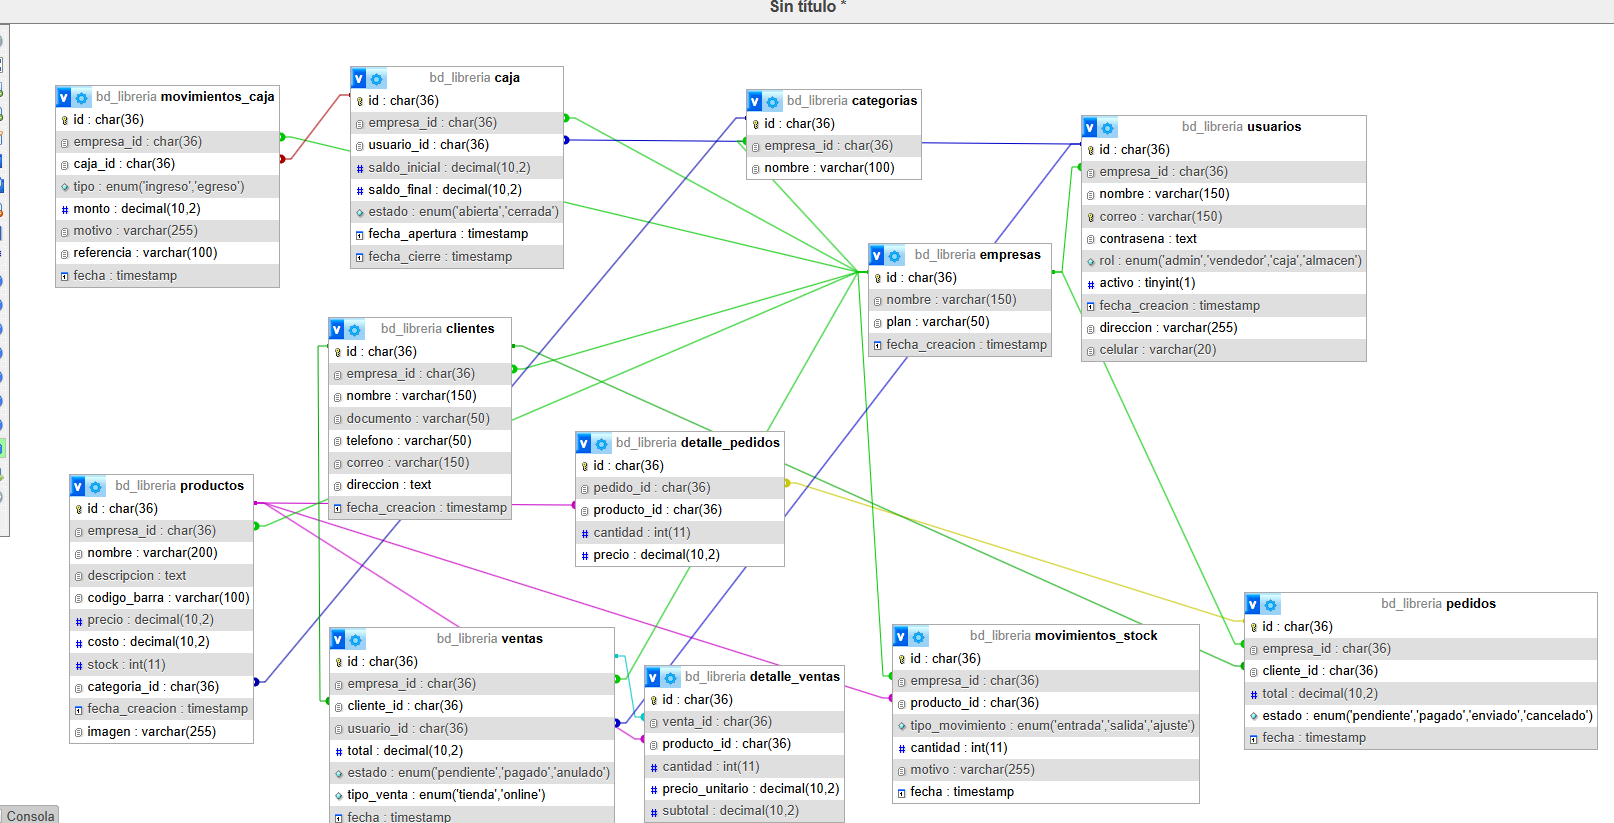 Sin título *
bd_libreria movimientos_caja
id : char(36)
empresa_id : char(36)
caja_id : char(36)
tipo : enum('ingreso','egreso')
monto : decimal(10,2)
motivo : varchar(255)
referencia : varchar(100)
fecha : timestamp
bd_libreria caja
id : char(36)
empresa_id : char(36)
usuario_id : char(36)
saldo_inicial : decimal(10,2)
saldo_final : decimal(10,2)
estado : enum('abierta','cerrada')
fecha_apertura : timestamp
fecha_cierre : timestamp
bd_libreria categorias
id : char(36)
empresa_id : char(36)
nombre : varchar(100)
bd_libreria usuarios
id : char(36)
empresa_id : char(36)
nombre : varchar(150)
correo : varchar(150)
contrasena : text
rol : enum('admin','vendedor','caja','almacen')
activo : tinyint(1)
fecha_creacion : timestamp
direccion : varchar(255)
celular : varchar(20)
bd_libreria empresas
id : char(36)
nombre : varchar(150)
plan : varchar(50)
fecha_creacion : timestamp
bd_libreria clientes
id : char(36)
empresa_id : char(36)
nombre : varchar(150)
documento : varchar(50)
telefono : varchar(50)
correo : varchar(150)
direccion : text
fecha_creacion : timestamp
bd_libreria detalle_pedidos
id : char(36)
pedido_id : char(36)
producto_id : char(36)
cantidad : int(11)
precio : decimal(10,2)
bd_libreria productos
id : char(36)
empresa_id : char(36)
nombre : varchar(200)
descripcion : text
codigo_barra : varchar(100)
precio : decimal(10,2)
costo : decimal(10,2)
stock : int(11)
categoria_id : char(36)
fecha_creacion : timestamp
imagen : varchar(255)
bd_libreria ventas
id : char(36)
empresa_id : char(36)
cliente_id : char(36)
usuario_id : char(36)
total : decimal(10,2)
estado : enum('pendiente','pagado','anulado')
tipo_venta : enum('tienda','online')
fecha : timestamp
bd_libreria detalle_ventas
id : char(36)
venta_id : char(36)
producto_id : char(36)
cantidad : int(11)
precio_unitario : decimal(10,2)
subtotal : decimal(10,2)
bd_libreria movimientos_stock
id : char(36)
empresa_id : char(36)
producto_id : char(36)
tipo_movimiento : enum('entrada','salida','ajuste')
cantidad : int(11)
motivo : varchar(255)
fecha : timestamp
bd_libreria pedidos
id : char(36)
empresa_id : char(36)
cliente_id : char(36)
total : decimal(10,2)
estado : enum('pendiente','pagado','enviado','cancelado')
fecha : timestamp
Consola